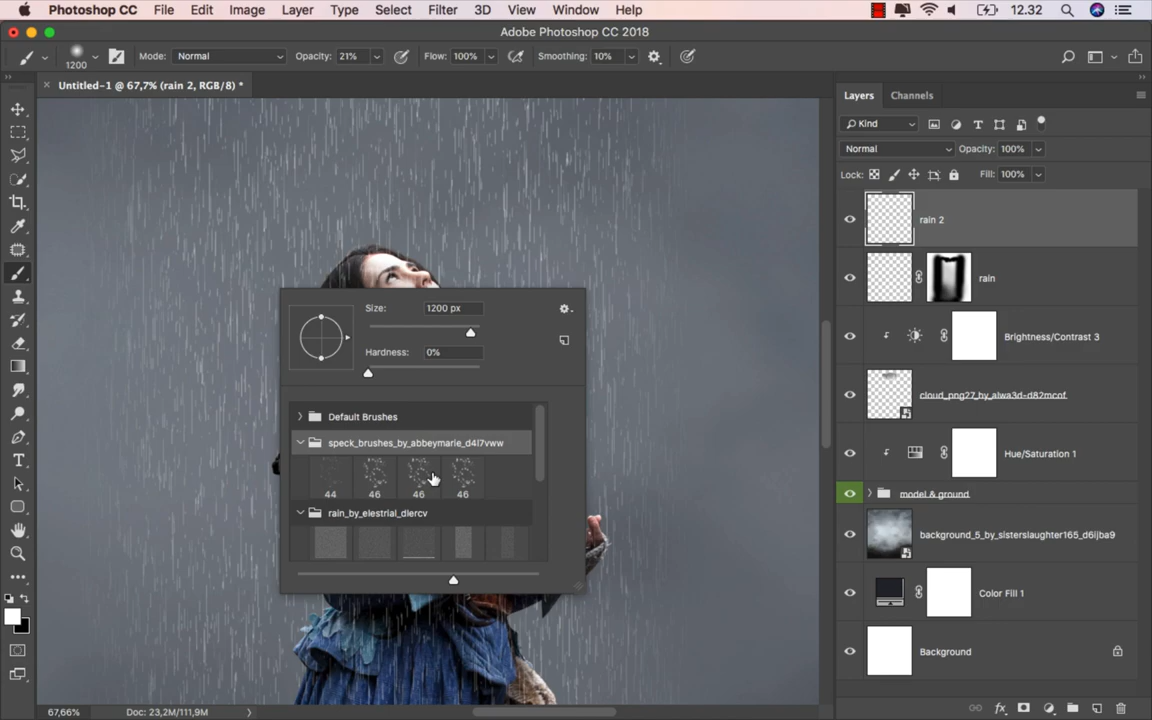 Photoshop CC File Edit Image Layer Type Select Filter 3D View Window Help 12.32
Adobe Photoshop CC 2018
1200 Mode: Normal Opacity: 21% Flow: 100% Smoothing: 10%
Untitled-1 @ 67,7% (rain 2, RGB/8) *
Layers Channels
Kind
Normal Opacity: 100%
Lock: Fill: 100%
rain 2
rain
Brightness/Contrast 3
cloud_png27_by_alwa3d-d82mcof
Hue/Saturation 1
model & ground
background_5_by_sisterslaughter165_d6ijba9
Color Fill 1
Background
Size: 1200 px
Hardness: 0%
Default Brushes
speck_brushes_by_abbeymarie_d4l7vww
44 46 46 46
rain_by_elestrial_dlercv
67,66% Doc: 23,2M/111,9M